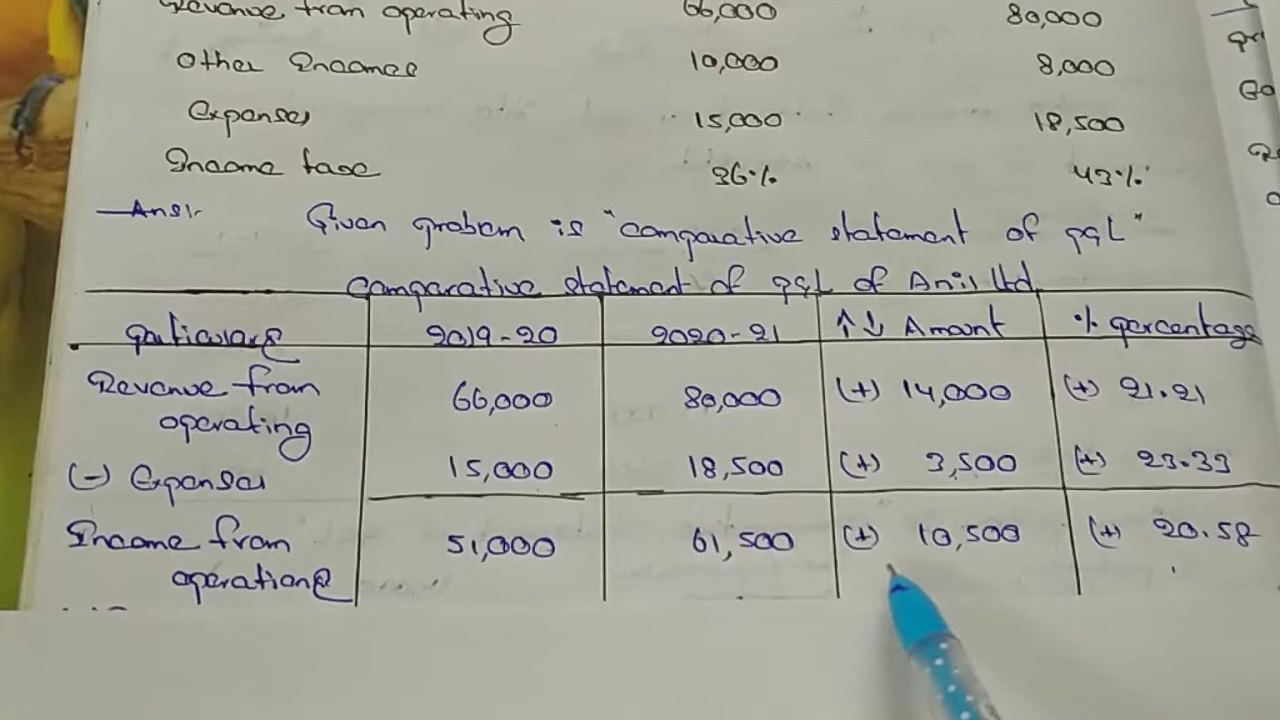 Revenue from operating 66,000 80,000
Other Incomes 10,000 8,000
Expenses 15,000 18,500
Income tax 36% 43%
Ans:- Given problem is "comparative statement of P&L"
comparative statement of P&L of Anil Ltd
Particulars 2019-20 2020-21 ↑↓ Amount % percentage
Revenue from 66,000 80,000 (+) 14,000 (+) 21.21
operating
(-) Expenses 15,000 18,500 (+) 3,500 (+) 23.33
Income from 51,000 61,500 (+) 10,500 (+) 20.58
operations